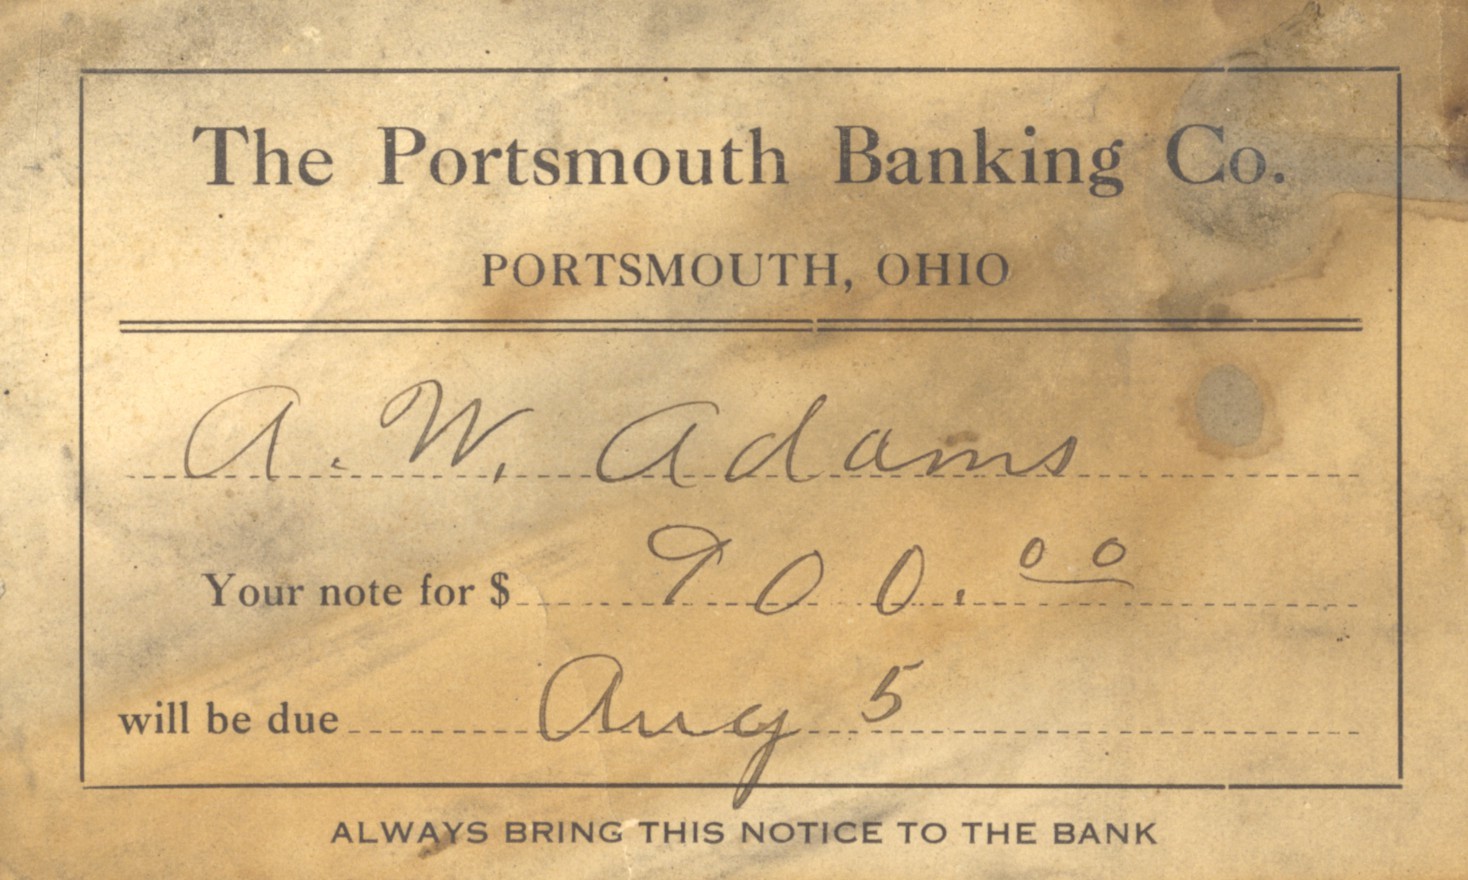 The Portsmouth Banking Co.
PORTSMOUTH, OHIO
A. W. Adams
Your note for $ 900.00
will be due Aug 5
ALWAYS BRING THIS NOTICE TO THE BANK